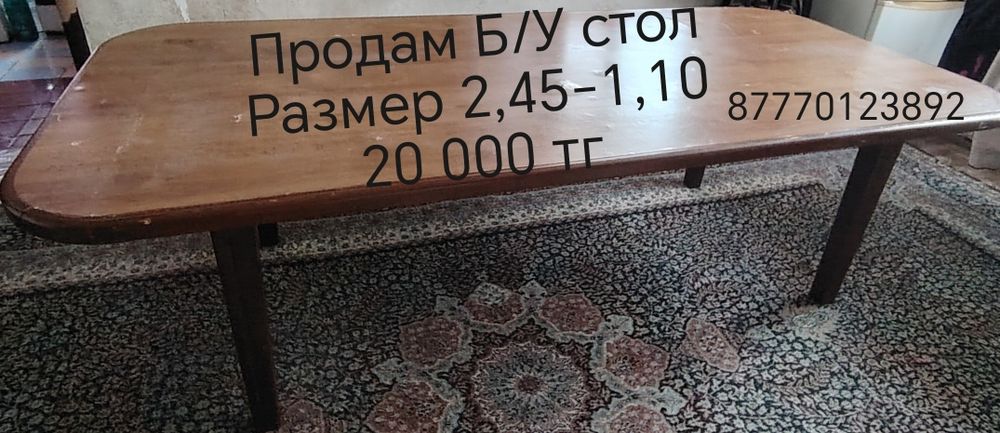 Продам Б/У стол
Размер 2,45-1,10
87770123892
20 000 тг